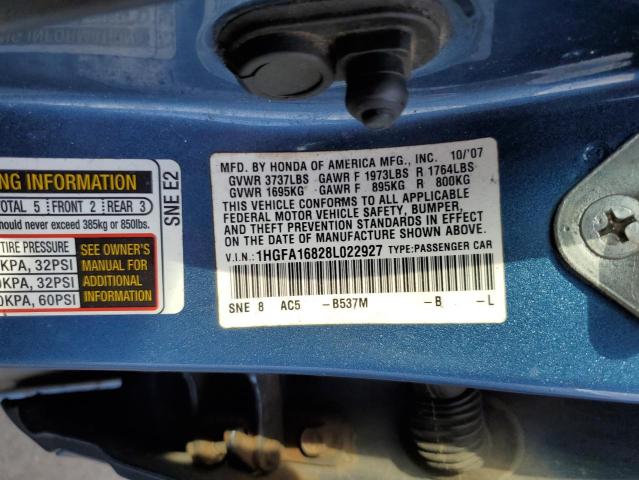 NG INFORMATION
OTAL 5 FRONT 2 REAR 3
ould never exceed 385kg or 850lbs.
TIRE PRESSURE
KPA, 32PSI
0KPA, 32PSI
0KPA, 60PSI
SEE OWNER'S
MANUAL FOR
ADDITIONAL
INFORMATION
SNE E2
MFD. BY HONDA OF AMERICA MFG., INC. 10/'07
GVWR 3737LBS GAWR F 1973LBS R 1764LBS
GVWR 1695KG GAWR F 895KG R 800KG
THIS VEHICLE CONFORMS TO ALL APPLICABLE
FEDERAL MOTOR VEHICLE SAFETY, BUMPER,
AND THEFT PREVENTION STANDARDS IN EFFECT
ON THE DATE OF MANUFACTURE SHOWN ABOVE.
V.I.N.: 1HGFA16828L022927 TYPE:PASSENGER CAR
SNE 8 AC5 -B537M -B -L